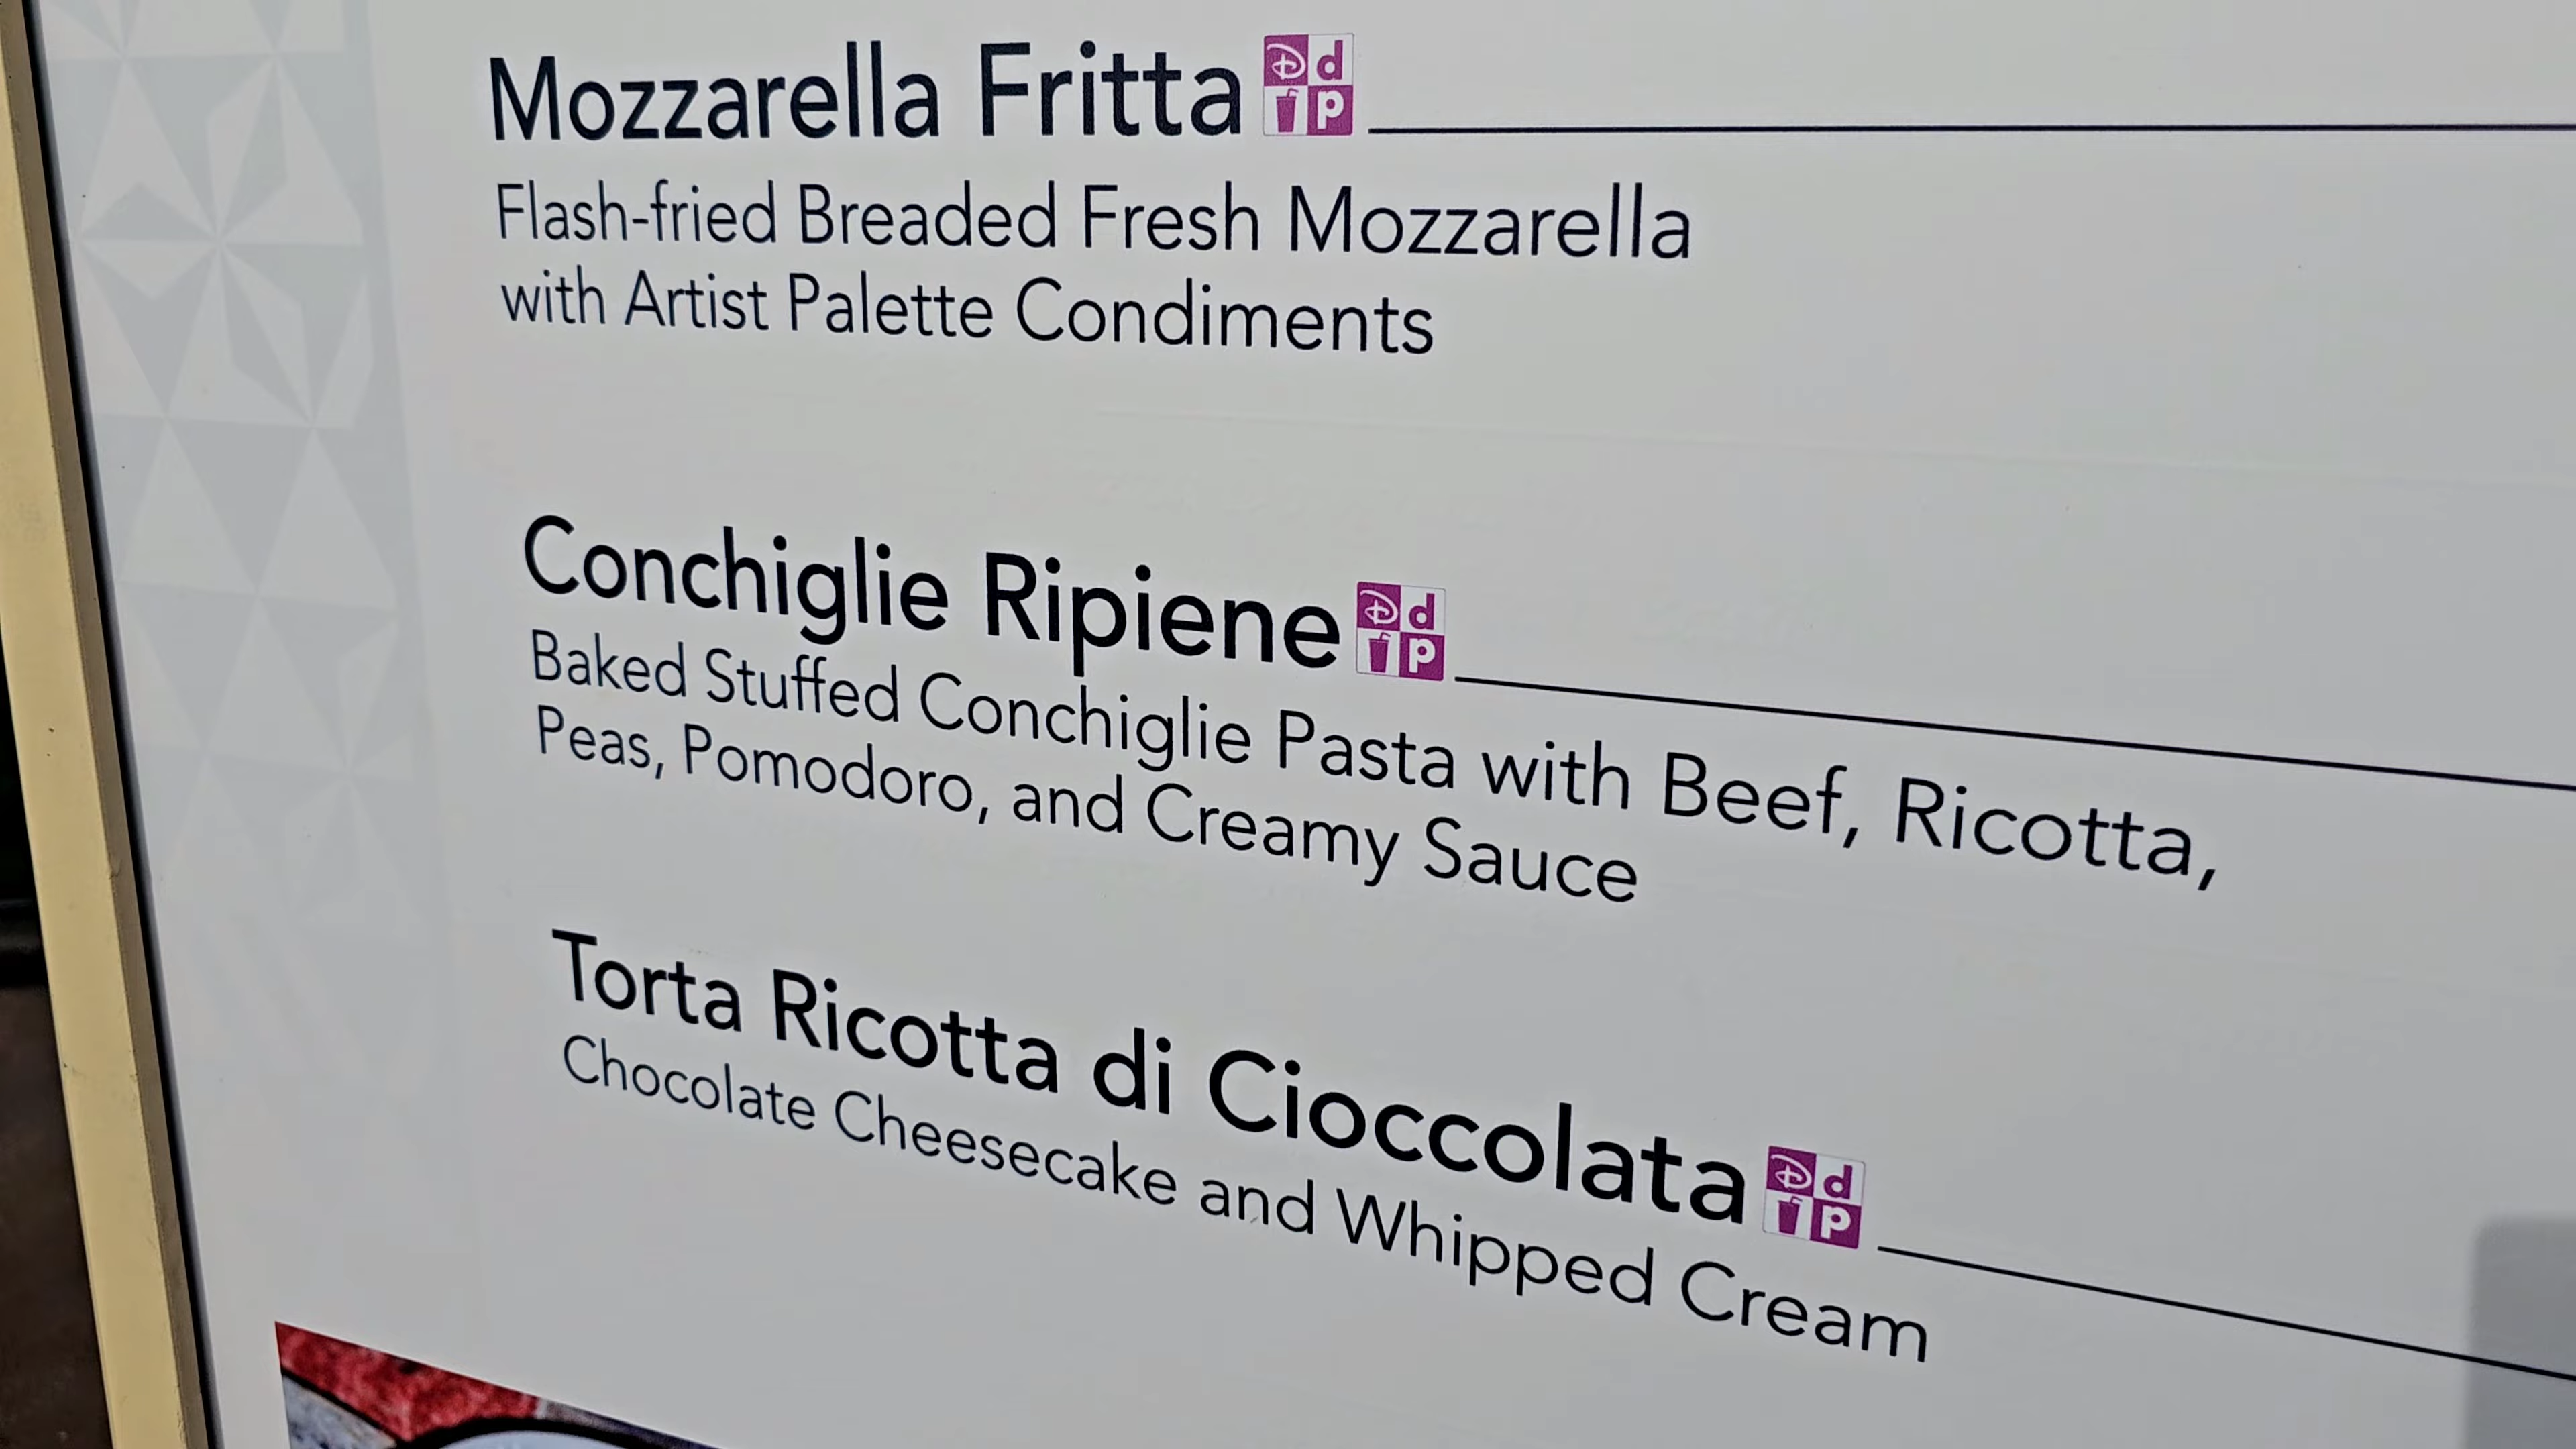 Mozzarella Fritta D d p
Flash-fried Breaded Fresh Mozzarella
with Artist Palette Condiments
Conchiglie Ripiene D d p
Baked Stuffed Conchiglie Pasta with Beef, Ricotta,
Peas, Pomodoro, and Creamy Sauce
Torta Ricotta di Cioccolata D d p
Chocolate Cheesecake and Whipped Cream